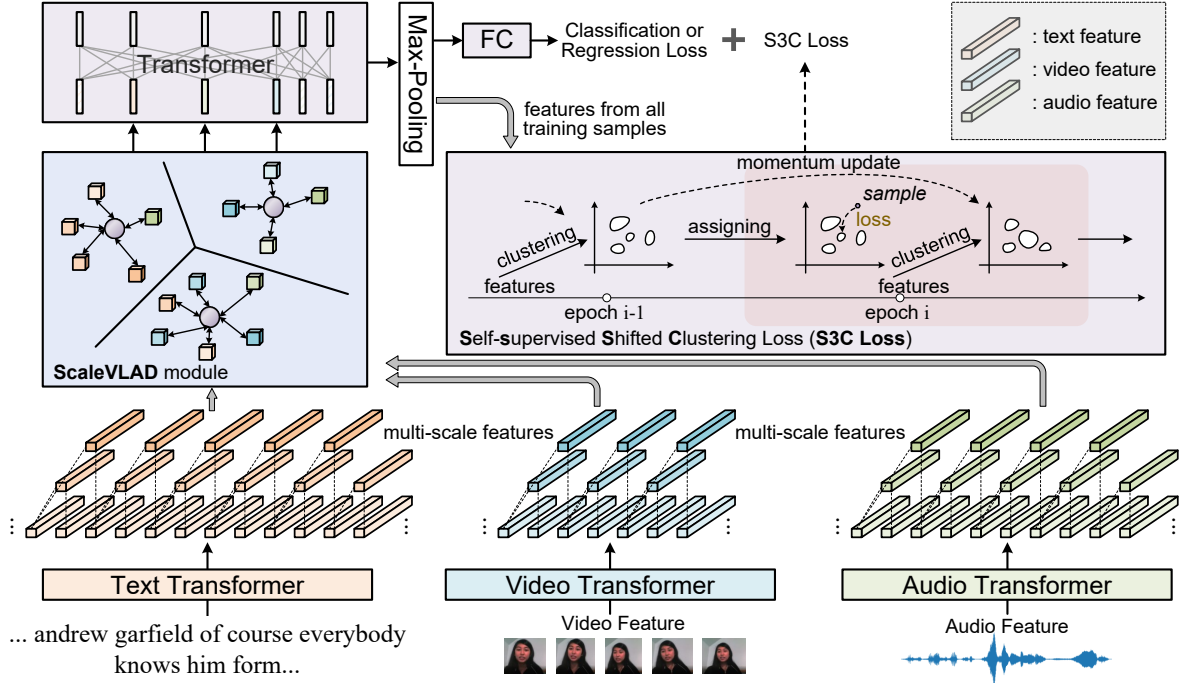 Transformer
Max-Pooling
FC
Classification or
Regression Loss
+
S3C Loss
: text feature
: video feature
: audio feature
features from all
training samples
momentum update
sample
loss
clustering
assigning
clustering
features
features
epoch i-1
epoch i
Self-supervised Shifted Clustering Loss (S3C Loss)
ScaleVLAD module
multi-scale features
multi-scale features
...
...
...
...
...
...
Text Transformer
Video Transformer
Audio Transformer
... andrew garfield of course everybody
knows him form...
Video Feature
Audio Feature